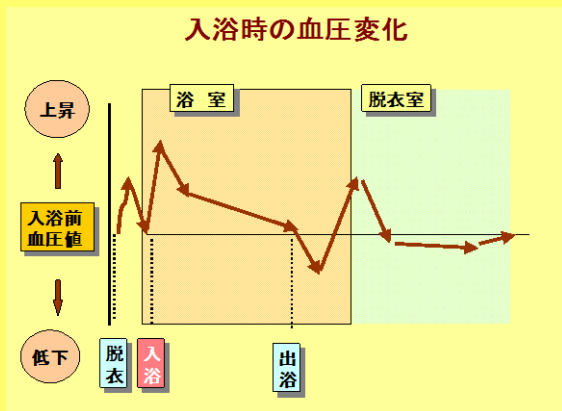 入浴時の血圧変化
浴 室
脱衣室
上昇
入浴前
血圧値
低下
脱衣
入浴
出浴